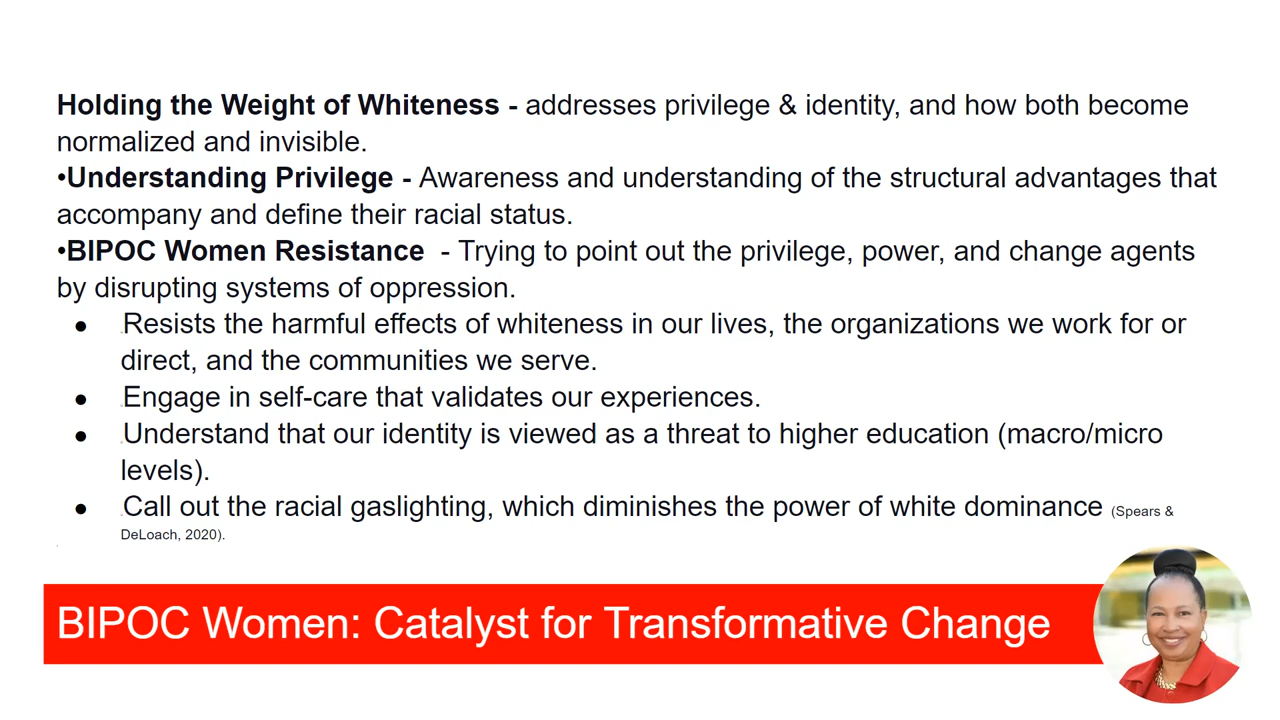 Holding the Weight of Whiteness - addresses privilege & identity, and how both become
normalized and invisible.
•Understanding Privilege - Awareness and understanding of the structural advantages that
accompany and define their racial status.
•BIPOC Women Resistance  - Trying to point out the privilege, power, and change agents
by disrupting systems of oppression.
● Resists the harmful effects of whiteness in our lives, the organizations we work for or
direct, and the communities we serve.
● Engage in self-care that validates our experiences.
● Understand that our identity is viewed as a threat to higher education (macro/micro
levels).
● Call out the racial gaslighting, which diminishes the power of white dominance (Spears &
DeLoach, 2020).
BIPOC Women: Catalyst for Transformative Change